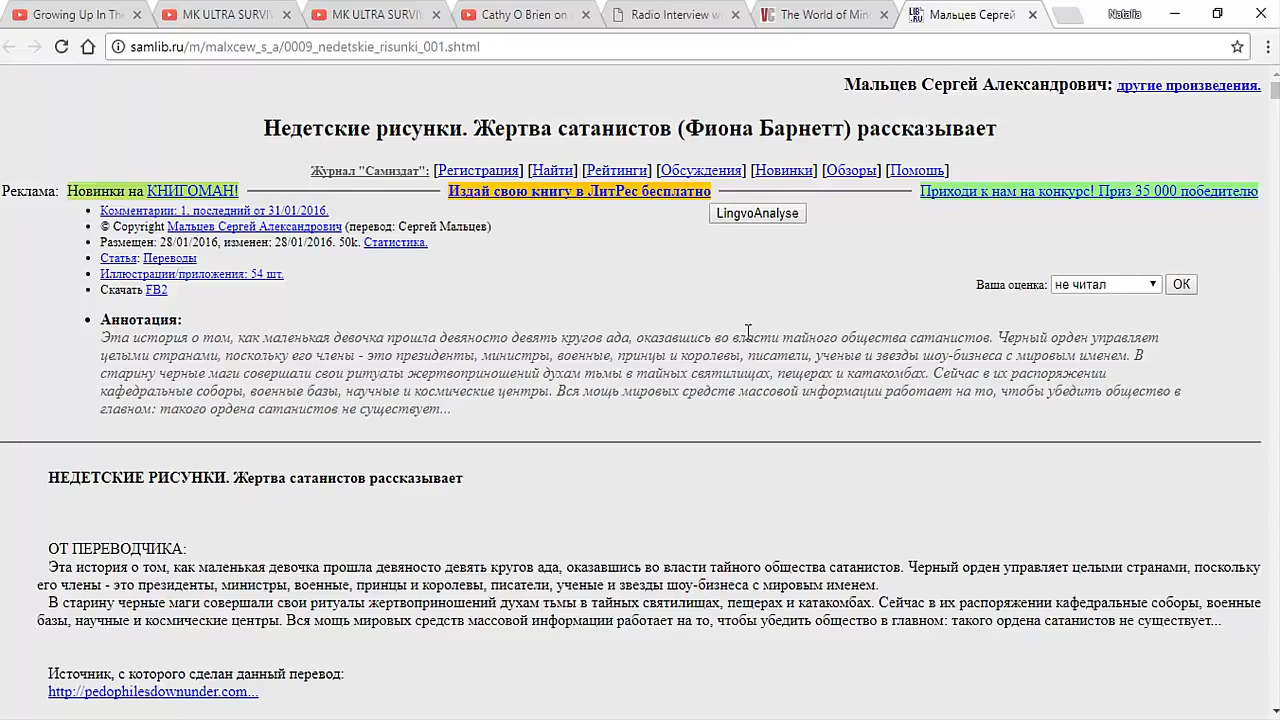 Growing Up In The
MK ULTRA SURVIV
MK ULTRA SURVIV
Cathy O Brien on
Radio Interview w
The World of Min
Мальцев Сергей
Natalia
samlib.ru/m/malxcew_s_a/0009_nedetskie_risunki_001.shtml
Мальцев Сергей Александрович: другие произведения.
Недетские рисунки. Жертва сатанистов (Фиона Барнетт) рассказывает
Журнал "Самиздат": [Регистрация] [Найти] [Рейтинги] [Обсуждения] [Новинки] [Обзоры] [Помощь]
Реклама: Новинки на КНИГОМАН! Издай свою книгу в ЛитРес бесплатно Приходи к нам на конкурс! Приз 35 000 победителю
Комментарии: 1, последний от 31/01/2016.
LingvoAnalyse
© Copyright Мальцев Сергей Александрович (перевод: Сергей Мальцев)
Размещен: 28/01/2016, изменен: 28/01/2016. 50k. Статистика.
Статья: Переводы
Иллюстрации/приложения: 54 шт.
Скачать FB2
Ваша оценка: не читал OK
Аннотация:
Эта история о том, как маленькая девочка прошла девяносто девять кругов ада, оказавшись во власти тайного общества сатанистов. Черный орден управляет
целыми странами, поскольку его члены - это президенты, министры, военные, принцы и королевы, писатели, ученые и звезды шоу-бизнеса с мировым именем. В
старину черные маги совершали свои ритуалы жертвоприношений духам тьмы в тайных святилищах, пещерах и катакомбах. Сейчас в их распоряжении
кафедральные соборы, военные базы, научные и космические центры. Вся мощь мировых средств массовой информации работает на то, чтобы убедить общество в
главном: такого ордена сатанистов не существует...
НЕДЕТСКИЕ РИСУНКИ. Жертва сатанистов рассказывает
ОТ ПЕРЕВОДЧИКА:
Эта история о том, как маленькая девочка прошла девяносто девять кругов ада, оказавшись во власти тайного общества сатанистов. Черный орден управляет целыми странами, поскольку
его члены - это президенты, министры, военные, принцы и королевы, писатели, ученые и звезды шоу-бизнеса с мировым именем.
В старину черные маги совершали свои ритуалы жертвоприношений духам тьмы в тайных святилищах, пещерах и катакомбах. Сейчас в их распоряжении кафедральные соборы, военные
базы, научные и космические центры. Вся мощь мировых средств массовой информации работает на то, чтобы убедить общество в главном: такого ордена сатанистов не существует...
Источник, с которого сделан данный перевод:
http://pedophilesdownunder.com...